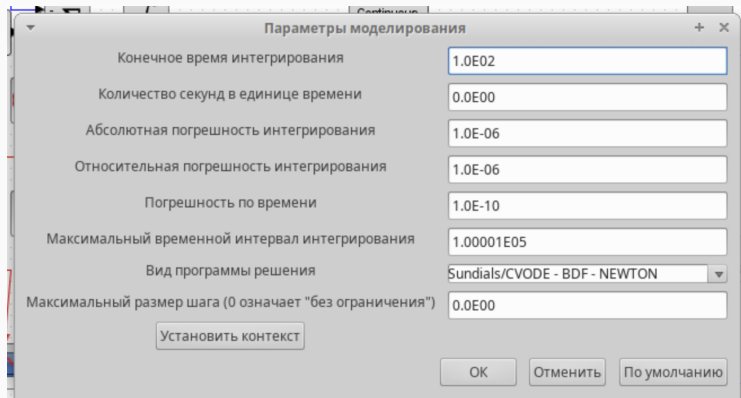 Continuous
Параметры моделирования
Конечное время интегрирования 1.0E02
Количество секунд в единице времени 0.0E00
Абсолютная погрешность интегрирования 1.0E-06
Относительная погрешность интегрирования 1.0E-06
Погрешность по времени 1.0E-10
Максимальный временной интервал интегрирования 1.00001E05
Вид программы решения Sundials/CVODE - BDF - NEWTON
Максимальный размер шага (0 означает "без ограничения") 0.0E00
Установить контекст
ОК Отменить По умолчанию